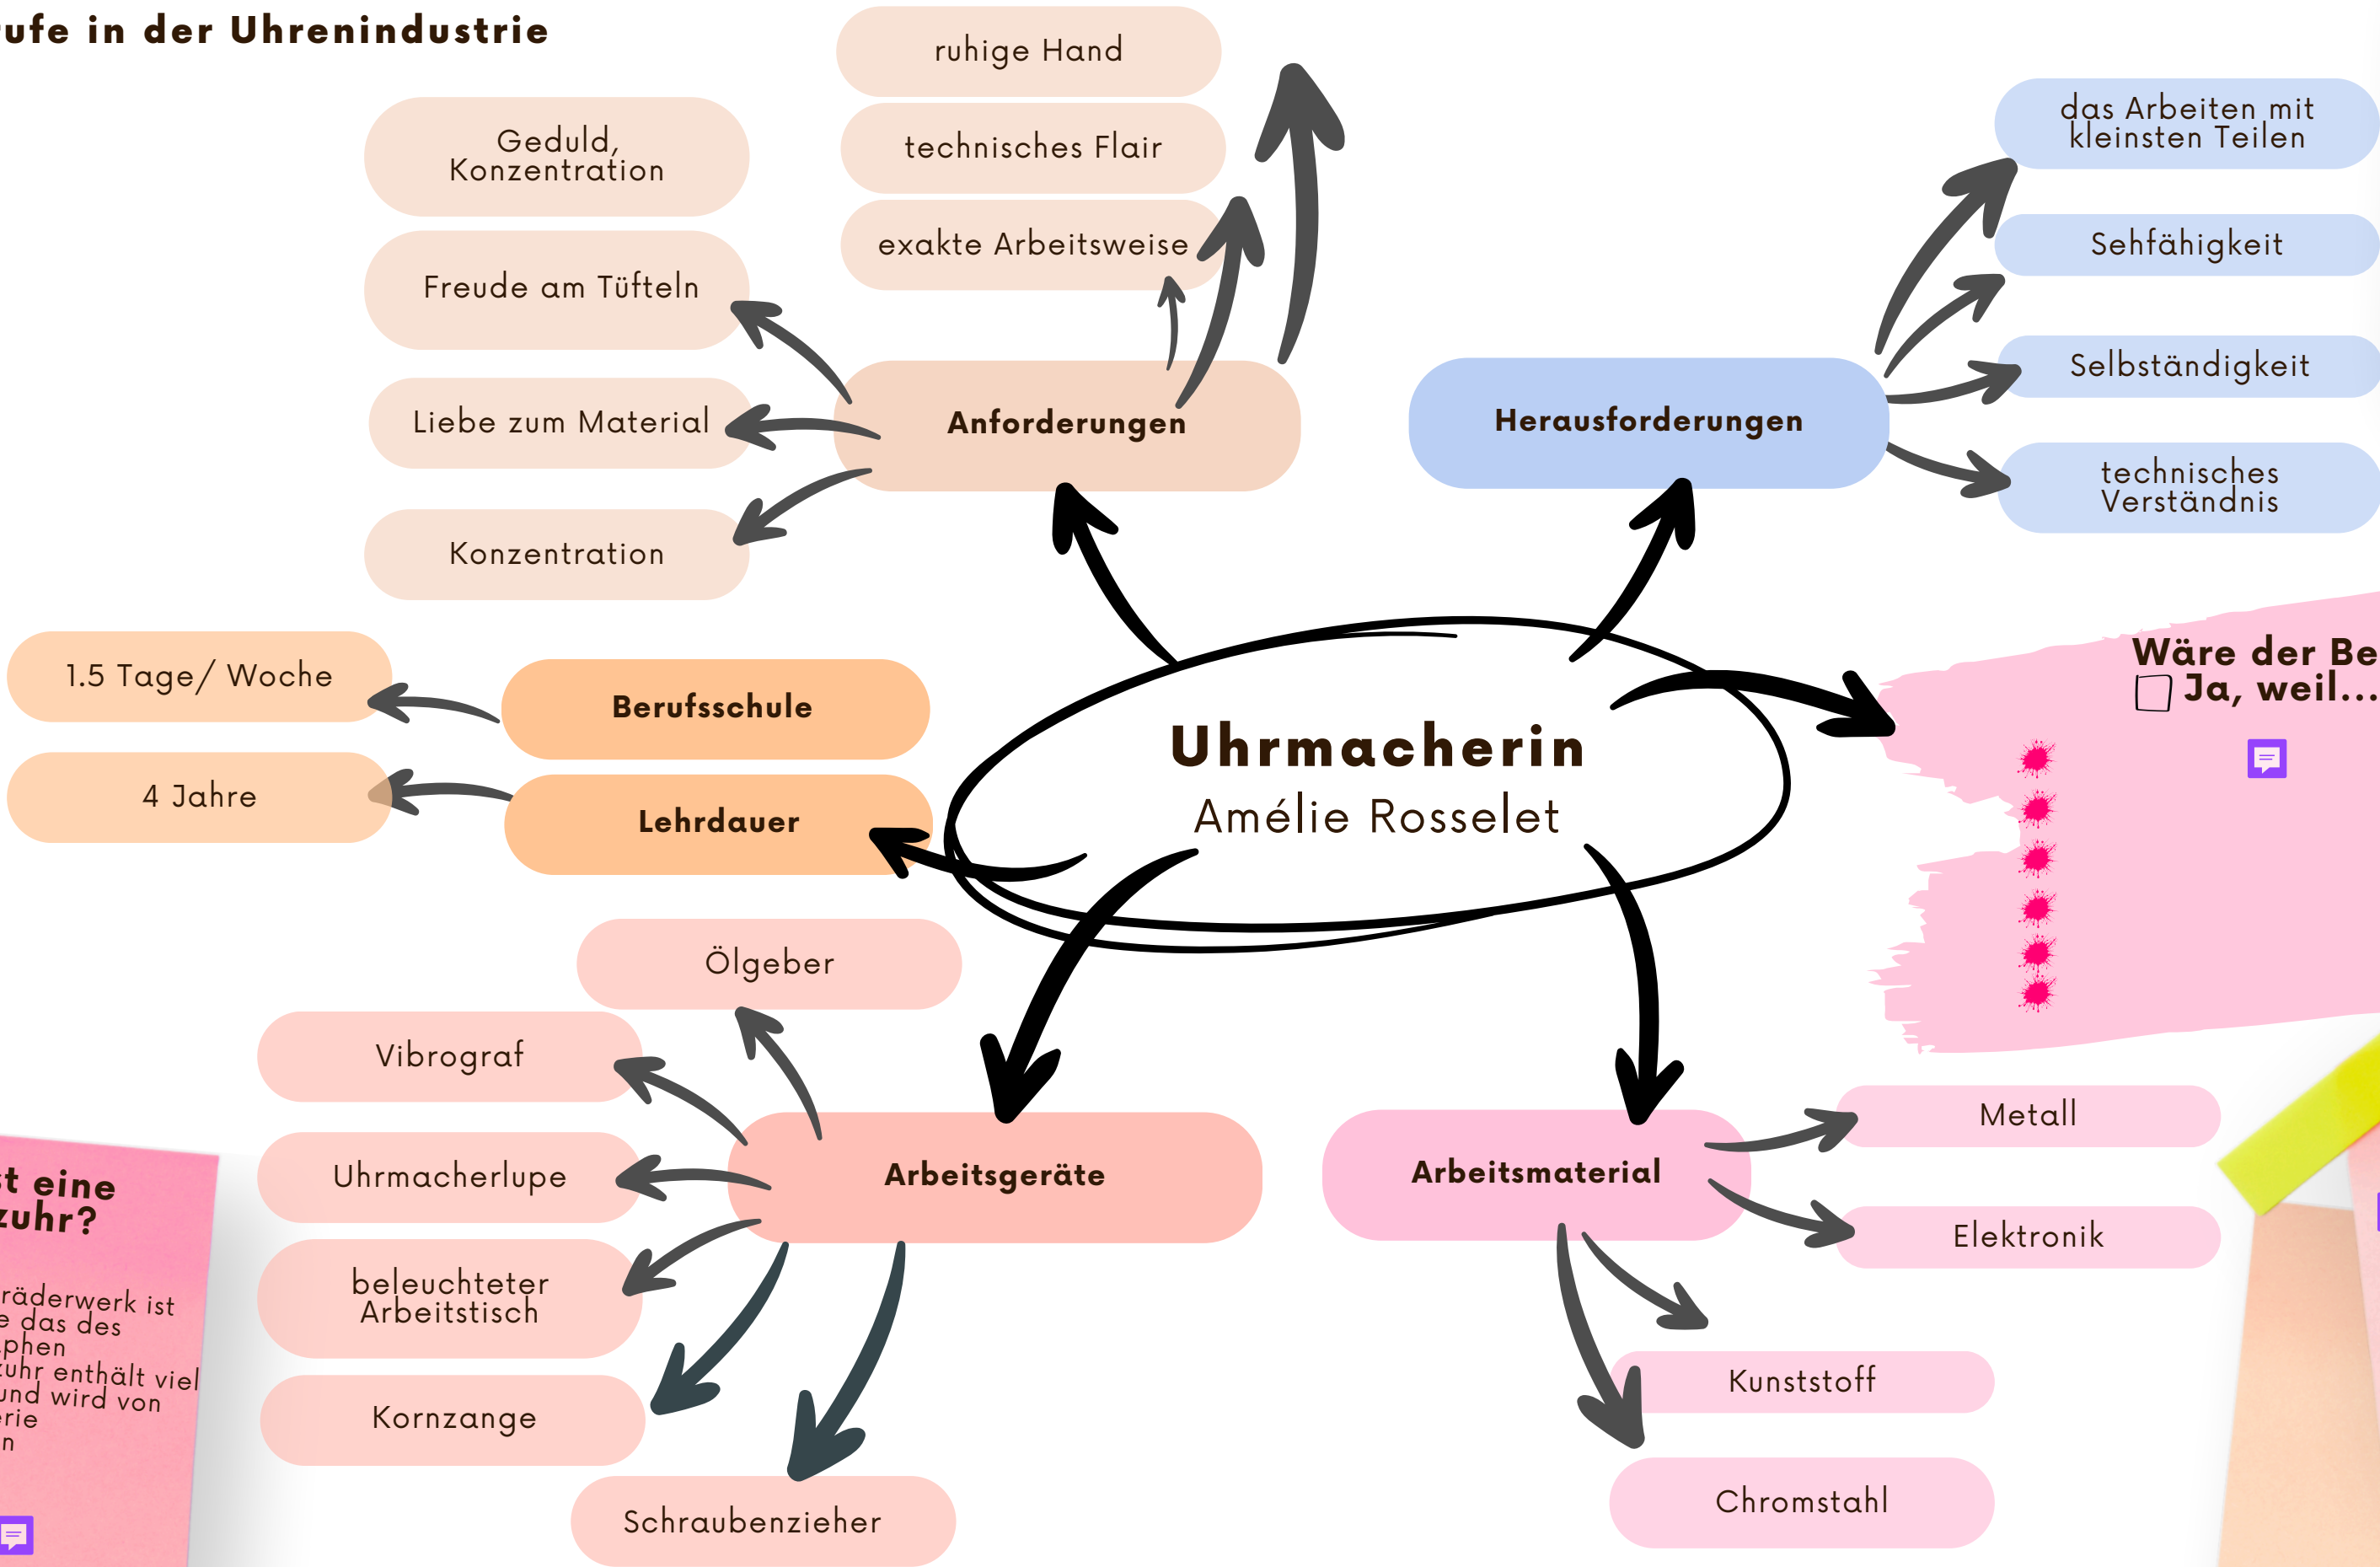 ufe in der Uhrenindustrie
ruhige Hand
technisches Flair
exakte Arbeitsweise
Geduld,
Konzentration
Freude am Tüfteln
Liebe zum Material
Konzentration
Anforderungen
Herausforderungen
das Arbeiten mit
kleinsten Teilen
Sehfähigkeit
Selbständigkeit
technisches
Verständnis
1.5 Tage/ Woche
Berufsschule
4 Jahre
Lehrdauer
Uhrmacherin
Amélie Rosselet
Wäre der Be
Ja, weil...
Ölgeber
Vibrograf
Uhrmacherlupe
beleuchteter
Arbeitstisch
Kornzange
Schraubenzieher
Arbeitsgeräte
Arbeitsmaterial
Metall
Elektronik
Kunststoff
Chromstahl
st eine
zuhr?
räderwerk ist
e das des
phen
zuhr enthält viel
und wird von
erie
n